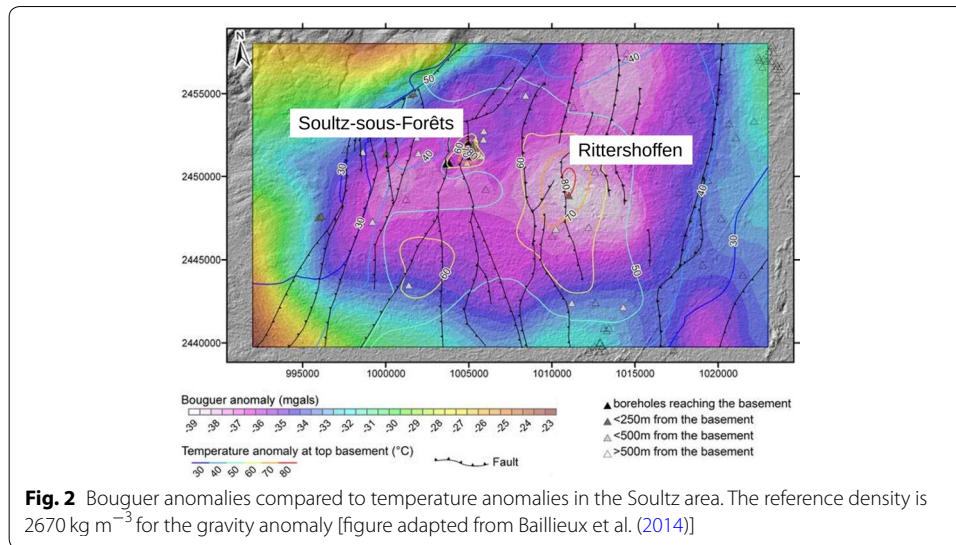 N
2455000
2450000
2445000
2440000
50
40
Soultz-sous-Forêts
Rittershoffen
60
80
40
60
30
80
40
70
30
60
50
30
995000 1000000 1005000 1010000 1015000 1020000
Bouguer anomaly (mgals)
-39 -38 -37 -36 -35 -34 -33 -32 -31 -30 -29 -28 -27 -26 -25 -24 -23
Temperature anomaly at top basement (°C)
30 40 50 60 70 80
Fault
boreholes reaching the basement
<250m from the basement
<500m from the basement
>500m from the basement
Fig. 2 Bouguer anomalies compared to temperature anomalies in the Soultz area. The reference density is
2670 kg m−3 for the gravity anomaly [figure adapted from Baillieux et al. (2014)]